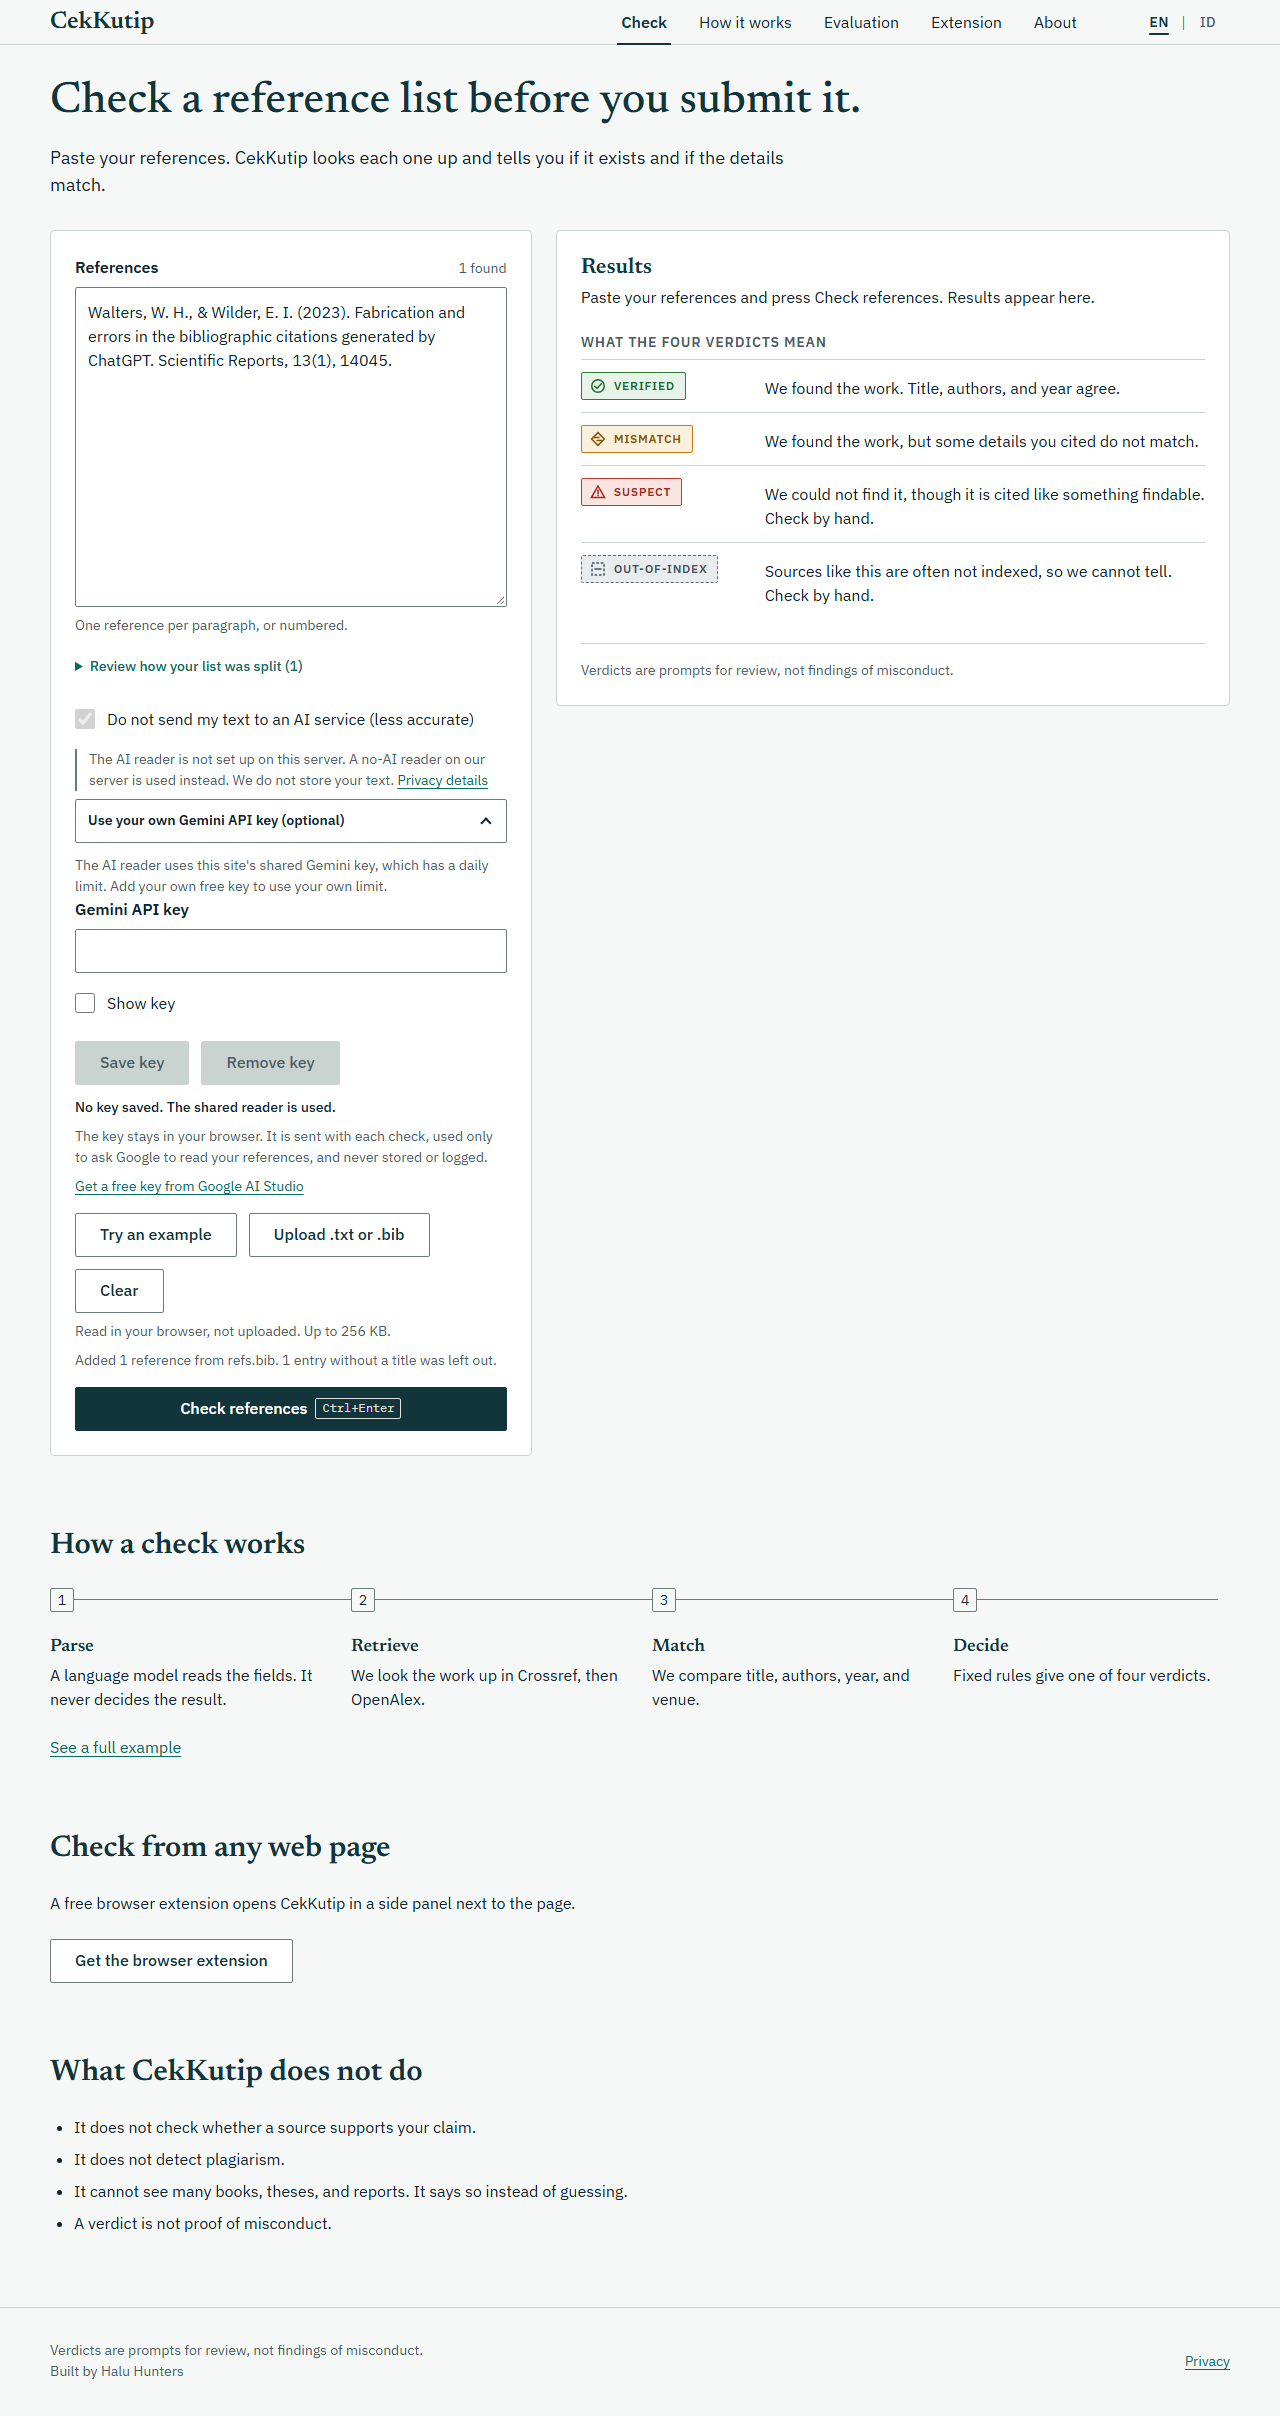 CekKutip
Check
How it works
Evaluation
Extension
About
EN | ID
Check a reference list before you submit it.
Paste your references. CekKutip looks each one up and tells you if it exists and if the details
match.
References
1 found
Walters, W. H., & Wilder, E. I. (2023). Fabrication and
errors in the bibliographic citations generated by
ChatGPT. Scientific Reports, 13(1), 14045.
One reference per paragraph, or numbered.
Review how your list was split (1)
Do not send my text to an AI service (less accurate)
The AI reader is not set up on this server. A no-AI reader on our
server is used instead. We do not store your text. Privacy details
Use your own Gemini API key (optional)
The AI reader uses this site's shared Gemini key, which has a daily
limit. Add your own free key to use your own limit.
Gemini API key
Show key
Save key
Remove key
No key saved. The shared reader is used.
The key stays in your browser. It is sent with each check, used only
to ask Google to read your references, and never stored or logged.
Get a free key from Google AI Studio
Try an example
Upload .txt or .bib
Clear
Read in your browser, not uploaded. Up to 256 KB.
Added 1 reference from refs.bib. 1 entry without a title was left out.
Check references Ctrl+Enter
Results
Paste your references and press Check references. Results appear here.
WHAT THE FOUR VERDICTS MEAN
VERIFIED
We found the work. Title, authors, and year agree.
MISMATCH
We found the work, but some details you cited do not match.
SUSPECT
We could not find it, though it is cited like something findable.
Check by hand.
OUT-OF-INDEX
Sources like this are often not indexed, so we cannot tell.
Check by hand.
Verdicts are prompts for review, not findings of misconduct.
How a check works
1
Parse
A language model reads the fields. It
never decides the result.
2
Retrieve
We look the work up in Crossref, then
OpenAlex.
3
Match
We compare title, authors, year, and
venue.
4
Decide
Fixed rules give one of four verdicts.
See a full example
Check from any web page
A free browser extension opens CekKutip in a side panel next to the page.
Get the browser extension
What CekKutip does not do
• It does not check whether a source supports your claim.
• It does not detect plagiarism.
• It cannot see many books, theses, and reports. It says so instead of guessing.
• A verdict is not proof of misconduct.
Verdicts are prompts for review, not findings of misconduct.
Built by Halu Hunters
Privacy